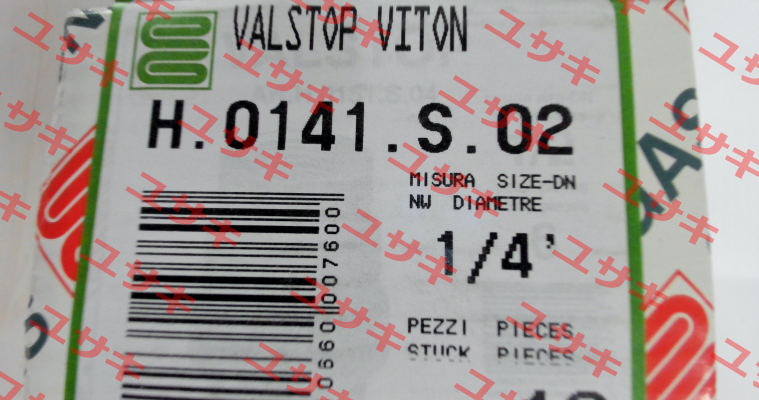 VALSTOP VITON
H.0141.S.02
MISURA SIZE-DN
NW DIAMETRE
1/4'
PEZZI PIECES
STUCK PIECES
ユサキ